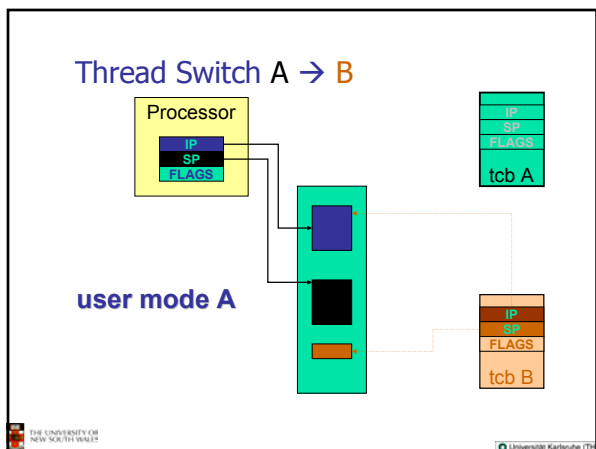 Thread Switch A → B
Processor
IP
SP
FLAGS
IP
SP
FLAGS
tcb A
user mode A
IP
SP
FLAGS
tcb B
THE UNIVERSITY OF
NEW SOUTH WALES
Universität Karlsruhe (TH